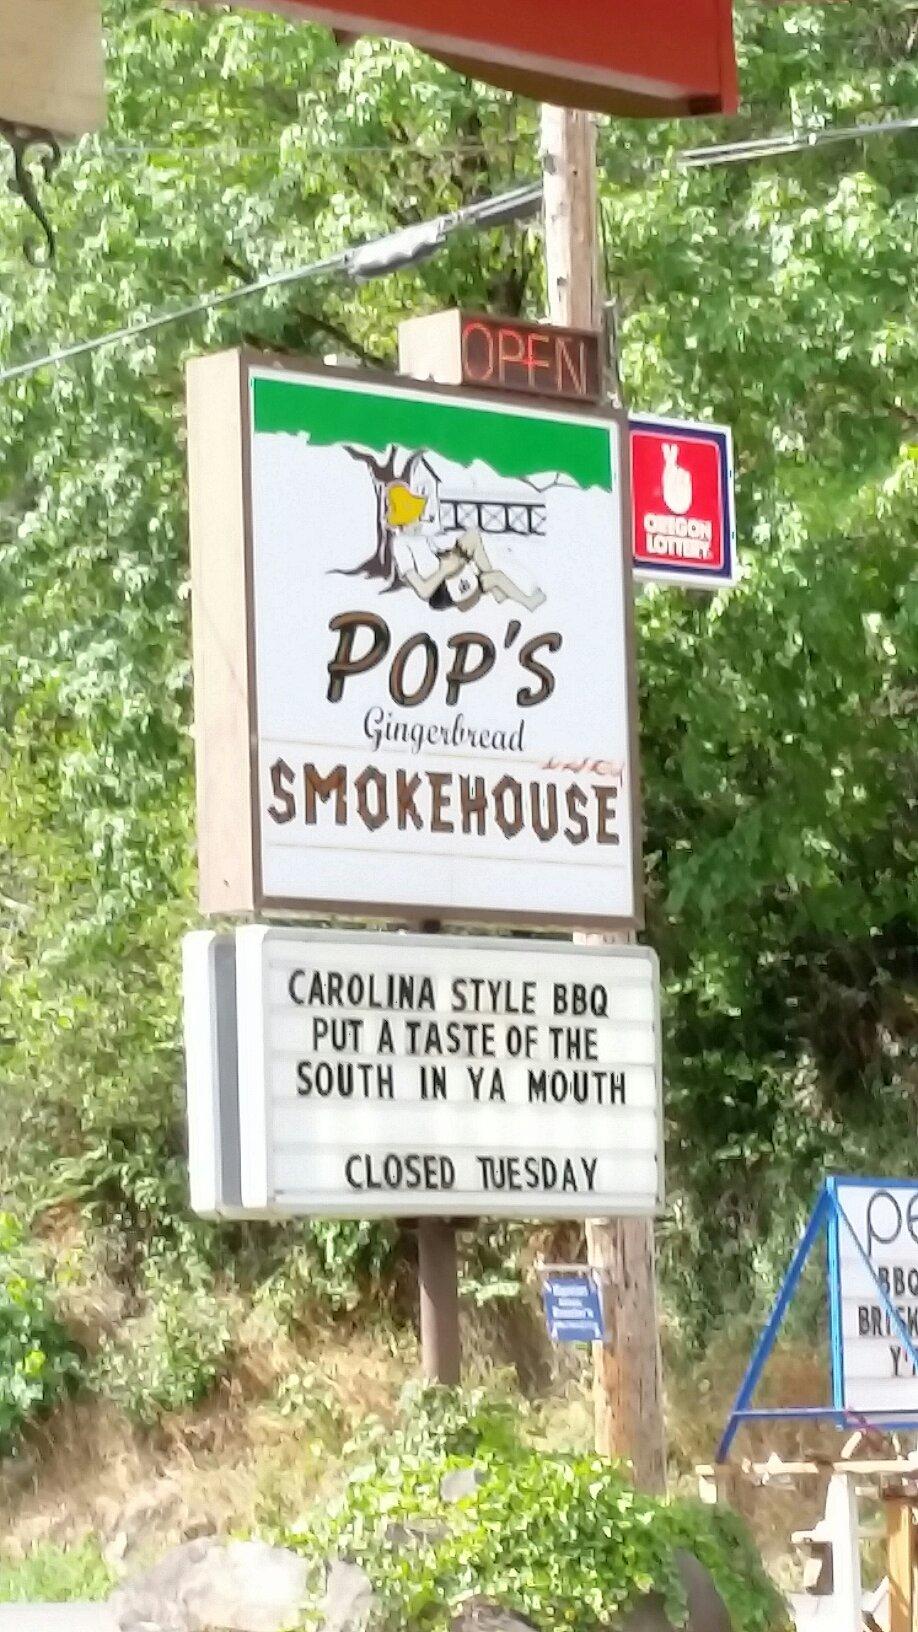 OPEN
OREGON
LOTTERY
POP'S
Gingerbread
SMOKEHOUSE
CAROLINA STYLE BBQ
PUT A TASTE OF THE
SOUTH IN YA MOUTH
CLOSED TUESDAY
BBQ